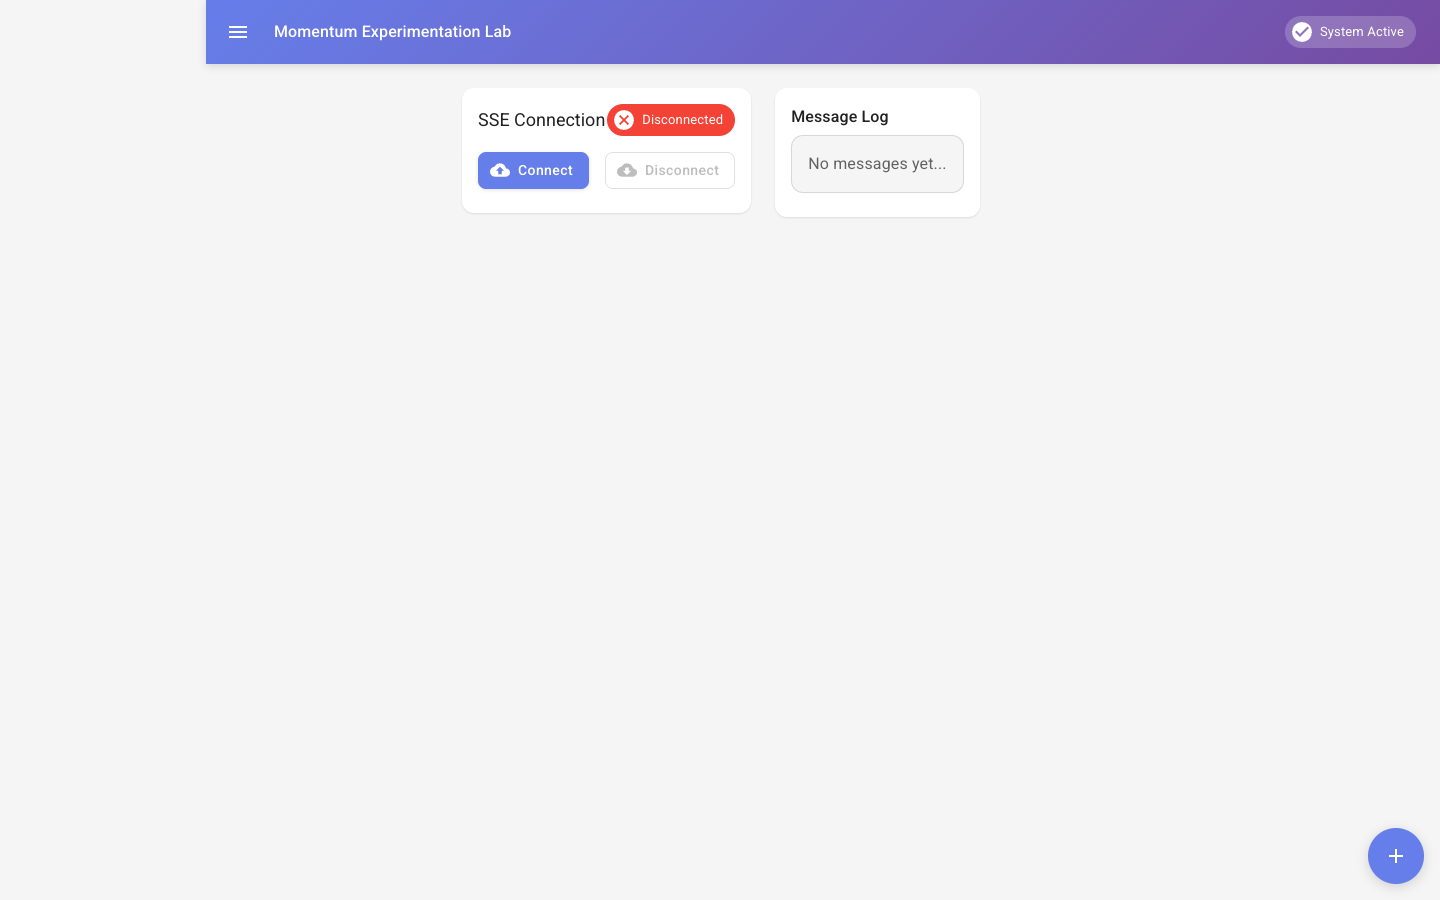 Momentum Experimentation Lab
System Active
SSE Connection
Disconnected
Connect
Disconnect
Message Log
No messages yet...